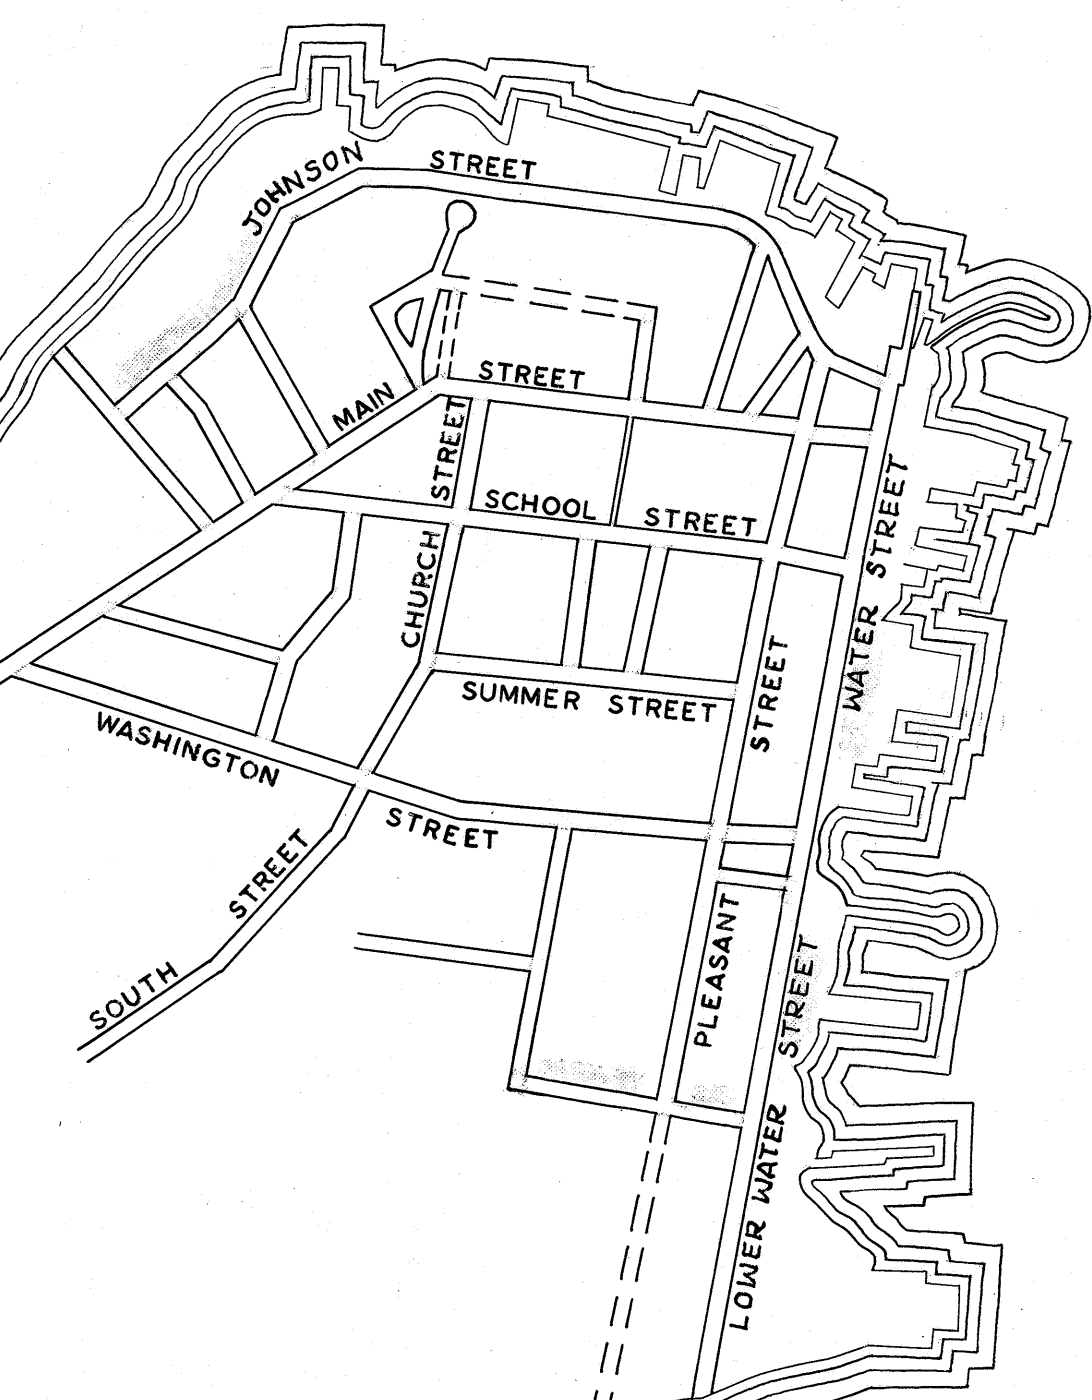 JOHNSON STREET
MAIN STREET
SCHOOL STREET
CHURCH STREET
WATER STREET
SUMMER STREET
WASHINGTON STREET
PLEASANT STREET
SOUTH STREET
LOWER WATER STREET